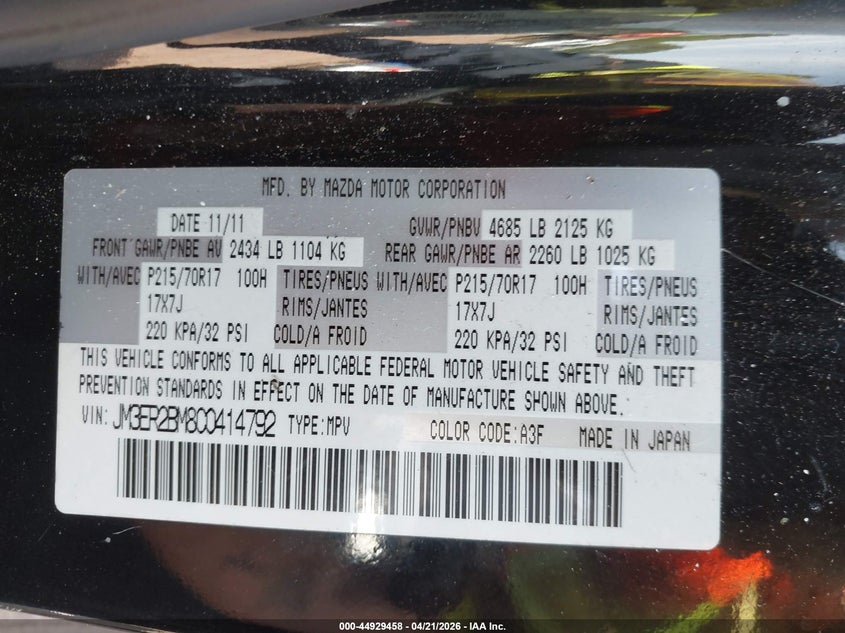 MFD. BY MAZDA MOTOR CORPORATION
DATE 11/11 GVWR/PNBV 4685 LB 2125 KG
FRONT GAWR/PNBE AV 2434 LB 1104 KG REAR GAWR/PNBE AR 2260 LB 1025 KG
WITH/AVEC P215/70R17 100H TIRES/PNEUS WITH/AVEC P215/70R17 100H TIRES/PNEUS
17X7J RIMS/JANTES 17X7J RIMS/JANTES
220 KPA/32 PSI COLD/A FROID 220 KPA/32 PSI COLD/A FROID
THIS VEHICLE CONFORMS TO ALL APPLICABLE FEDERAL MOTOR VEHICLE SAFETY AND THEFT
PREVENTION STANDARDS IN EFFECT ON THE DATE OF MANUFACTURE SHOWN ABOVE.
VIN: JM3ER2BM8C0414792 TYPE:MPV COLOR CODE:A3F MADE IN JAPAN
000-44929458 - 04/21/2026 - IAA Inc.